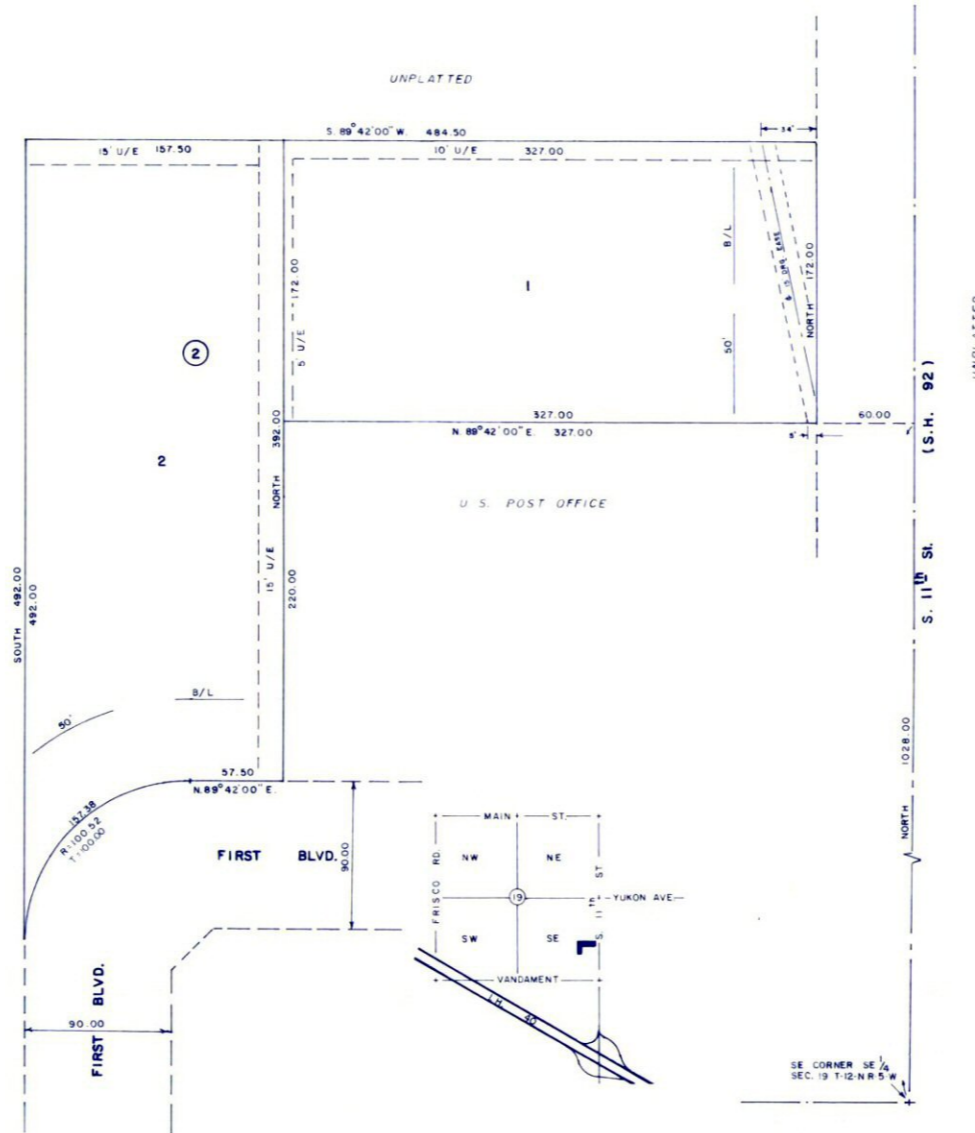 UNPLATTED
S. 89°42'00" W. 484.50
34'
15' U/E 157.50
10' U/E 327.00
B/L
172.00
5' U/E
1
NORTH 172.00
50'
2
327.00
60.00
N. 89°42'00" E. 327.00
5'
(S.H. 92)
NORTH 392.00
2
U.S. POST OFFICE
15' U/E
220.00
S. 11th St.
SOUTH 492.00
492.00
B/L
50'
NORTH 1028.00
57.50
N. 89°42'00" E.
157.38
R=100.52
T=100.00
FIRST BLVD.
90.00
MAIN ST.
FRISCO RD.
NW
NE
19
S. 11th ST
YUKON AVE.
SW
SE
VANDAMENT
I.H. 40
90.00
FIRST BLVD.
SE CORNER SE 1/4
SEC. 19 T-12-N R-5-W